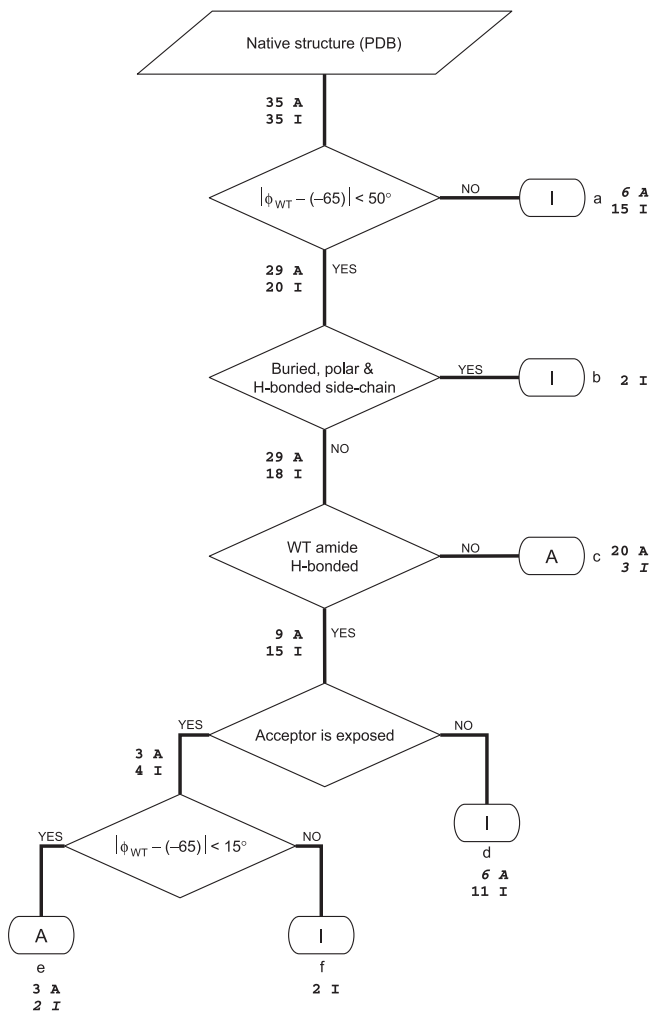 Native structure (PDB)
35 A
35 I
|ϕWT – (–65)| < 50°
NO
I
a
6 A
15 I
29 A
20 I
YES
Buried, polar &
H-bonded side-chain
YES
I
b
2 I
29 A
18 I
NO
WT amide
H-bonded
NO
A
c
20 A
3 I
9 A
15 I
YES
Acceptor is exposed
YES
NO
3 A
4 I
I
d
6 A
11 I
|ϕWT – (–65)| < 15°
YES
NO
A
e
3 A
2 I
I
f
2 I